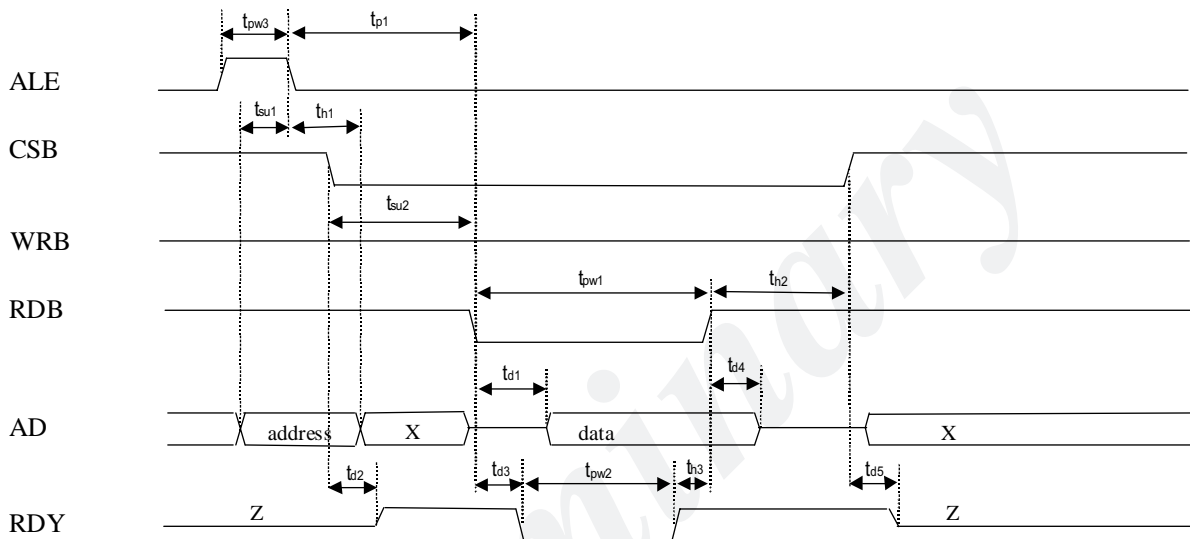 tpw3 tp1
ALE
tsu1 th1
CSB
tsu2
WRB
tpw1 th2
RDB
td1 td4
AD address X data X
td2 td3 tpw2 th3 td5
RDY Z Z
inary